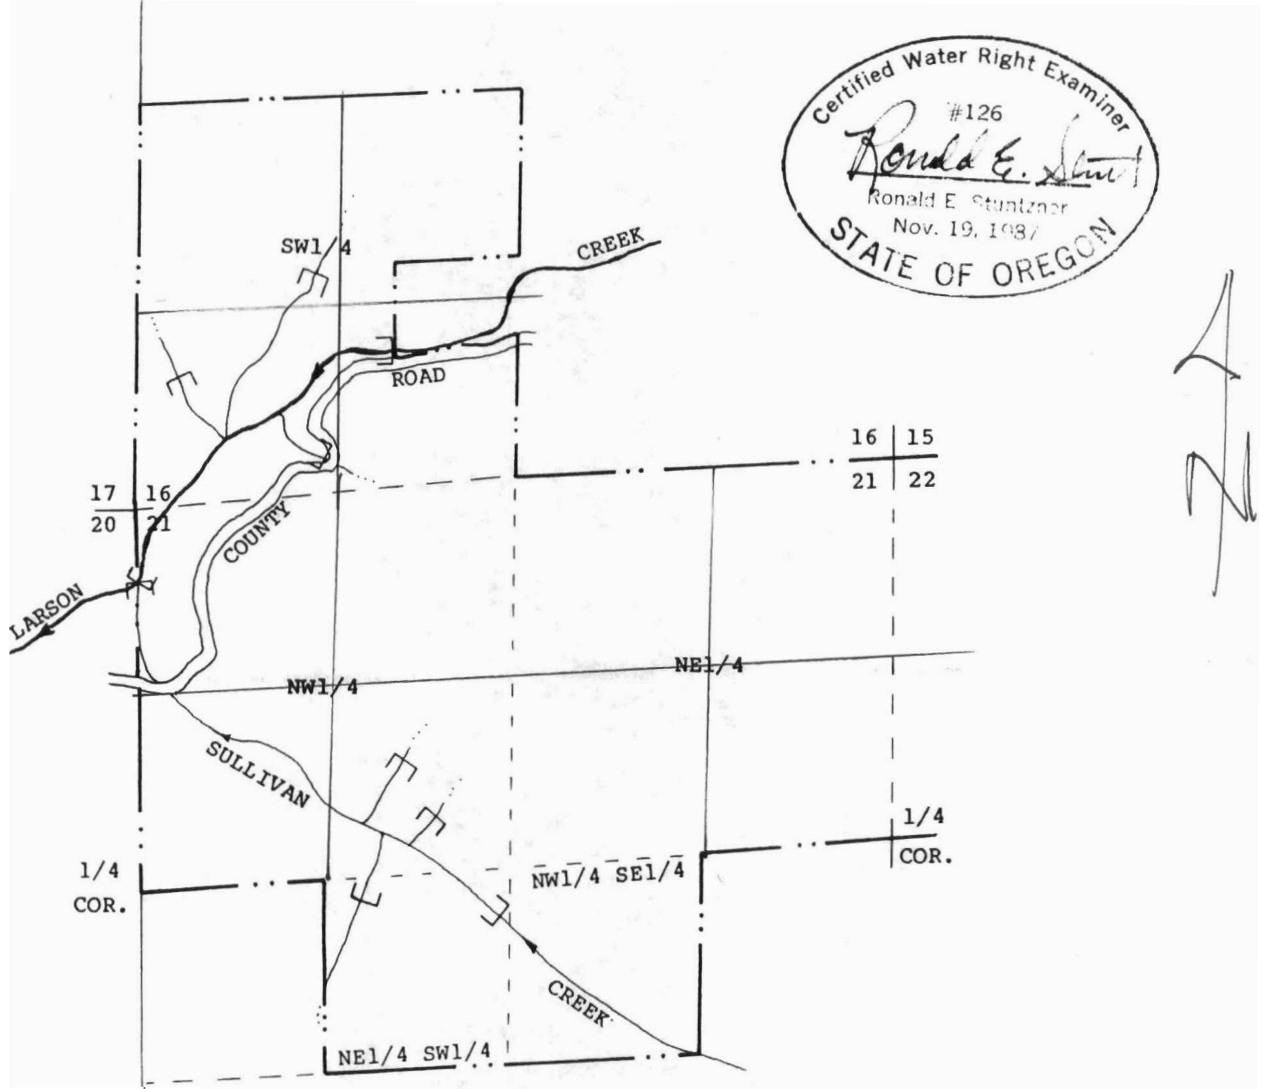 Certified Water Right Examiner
#126
Ronald E. Stuntzner
Nov. 19, 1987
STATE OF OREGON
SW1/4
CREEK
ROAD
16 15
21 22
17 16
20 21
COUNTY
LARSON
N
NW1/4
NE1/4
SULLIVAN
1/4
COR.
1/4
COR.
NW1/4 SE1/4
CREEK
NE1/4 SW1/4